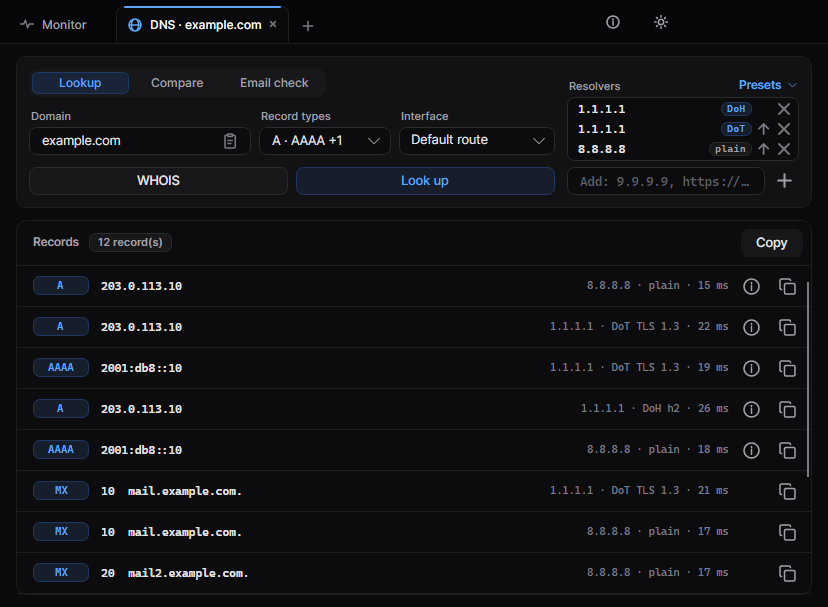 Monitor
DNS · example.com
Lookup Compare Email check
Resolvers Presets
1.1.1.1 DoH
1.1.1.1 DoT
8.8.8.8 plain
Domain Record types Interface
example.com A · AAAA +1 Default route
WHOIS Look up Add: 9.9.9.9, https://…
Records 12 record(s) Copy
A 203.0.113.10 8.8.8.8 · plain · 15 ms
A 203.0.113.10 1.1.1.1 · DoT TLS 1.3 · 22 ms
AAAA 2001:db8::10 1.1.1.1 · DoT TLS 1.3 · 19 ms
A 203.0.113.10 1.1.1.1 · DoH h2 · 26 ms
AAAA 2001:db8::10 8.8.8.8 · plain · 18 ms
MX 10 mail.example.com. 1.1.1.1 · DoT TLS 1.3 · 21 ms
MX 10 mail.example.com. 8.8.8.8 · plain · 17 ms
MX 20 mail2.example.com. 8.8.8.8 · plain · 17 ms